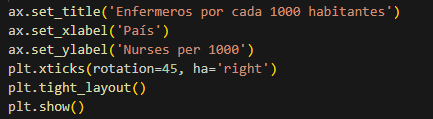 ax.set_title('Enfermeros por cada 1000 habitantes')
ax.set_xlabel('País')
ax.set_ylabel('Nurses per 1000')
plt.xticks(rotation=45, ha='right')
plt.tight_layout()
plt.show()